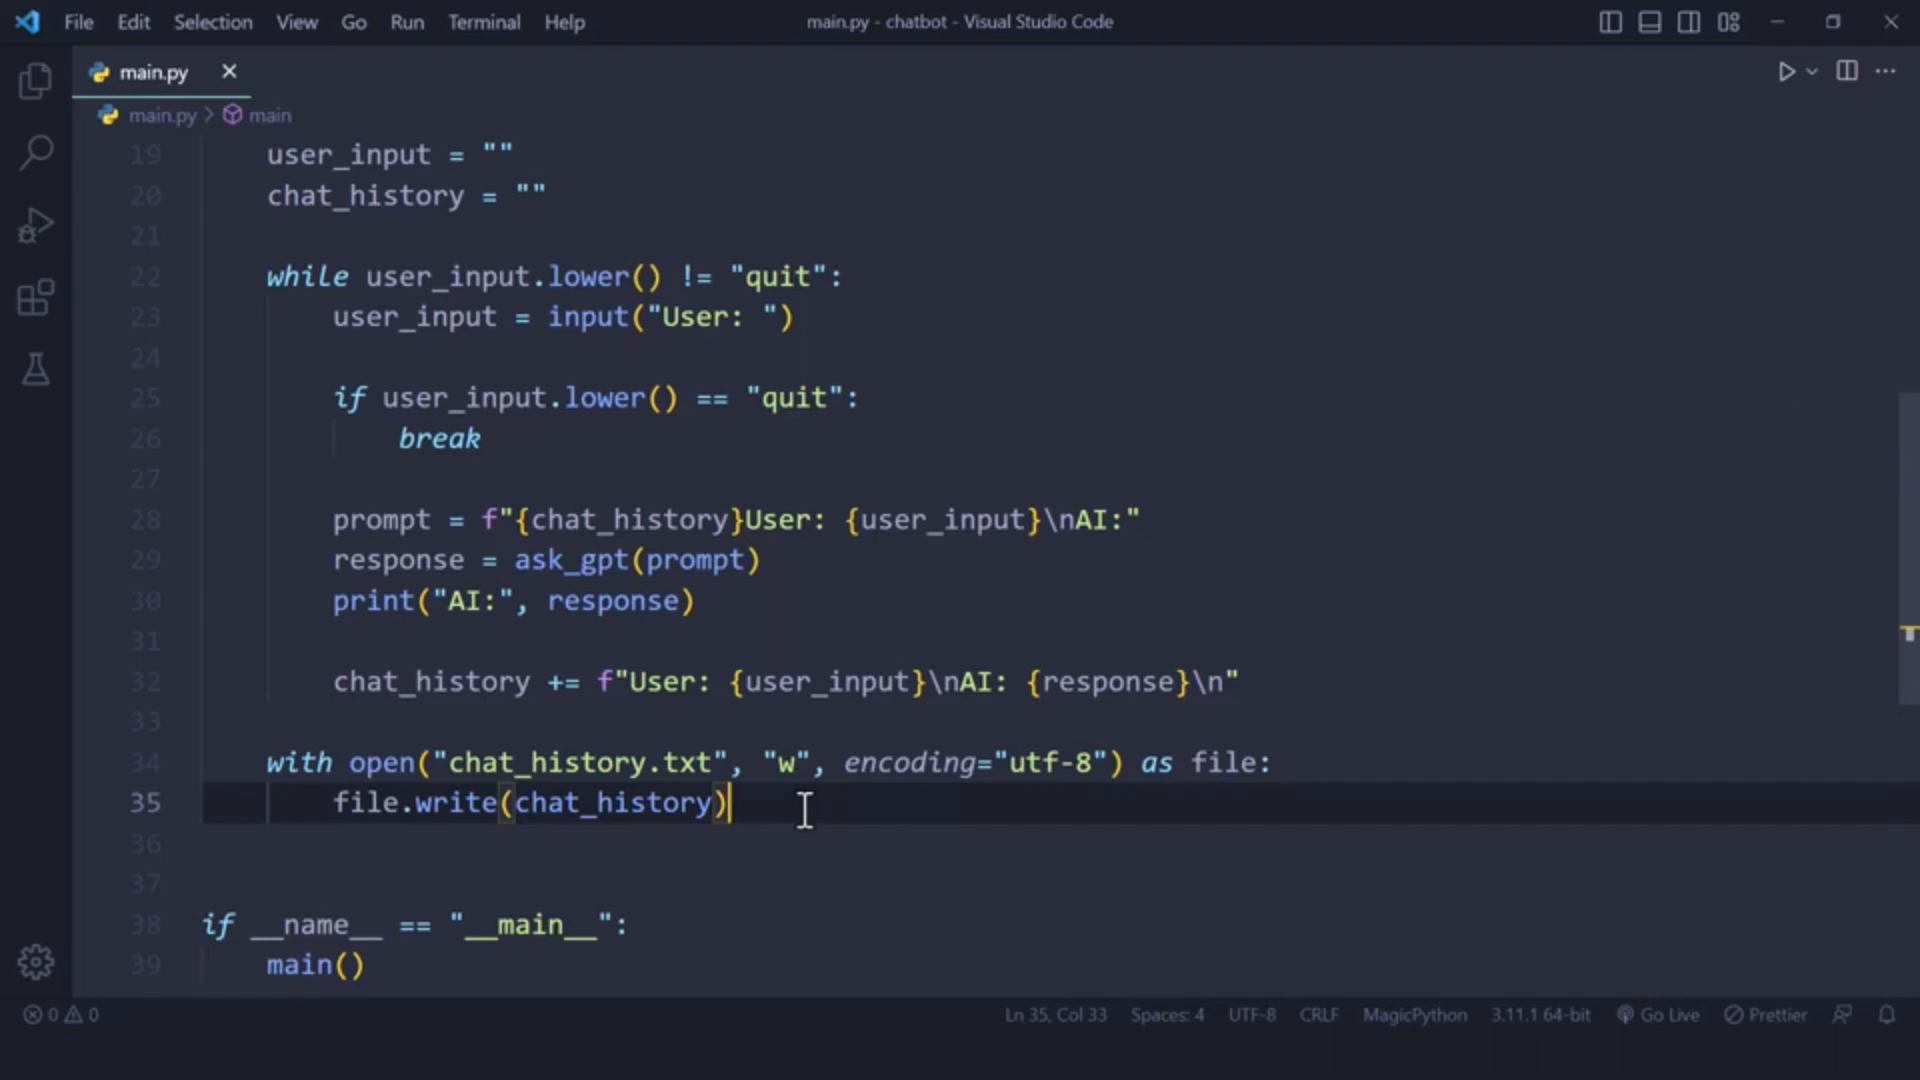 File Edit Selection View Go Run Terminal Help main.py - chatbot - Visual Studio Code
main.py
main.py > main
19 user_input = ""
20 chat_history = ""
21
22 while user_input.lower() != "quit":
23 user_input = input("User: ")
24
25 if user_input.lower() == "quit":
26 break
27
28 prompt = f"{chat_history}User: {user_input}\nAI:"
29 response = ask_gpt(prompt)
30 print("AI:", response)
31
32 chat_history += f"User: {user_input}\nAI: {response}\n"
33
34 with open("chat_history.txt", "w", encoding="utf-8") as file:
35 file.write(chat_history)
36
37
38 if __name__ == "__main__":
39 main()
0 0 Ln 35, Col 33 Spaces: 4 UTF-8 CRLF MagicPython 3.11.1 64-bit Go Live Prettier